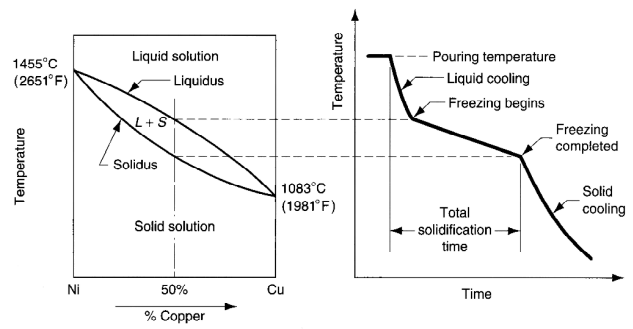 1455°C
(2651°F)
Liquid solution
Liquidus
L + S
Solidus
1083°C
(1981°F)
Solid solution
Temperature
Ni
50%
Cu
% Copper
Temperature
Pouring temperature
Liquid cooling
Freezing begins
Freezing
completed
Total
solidification
time
Solid
cooling
Time